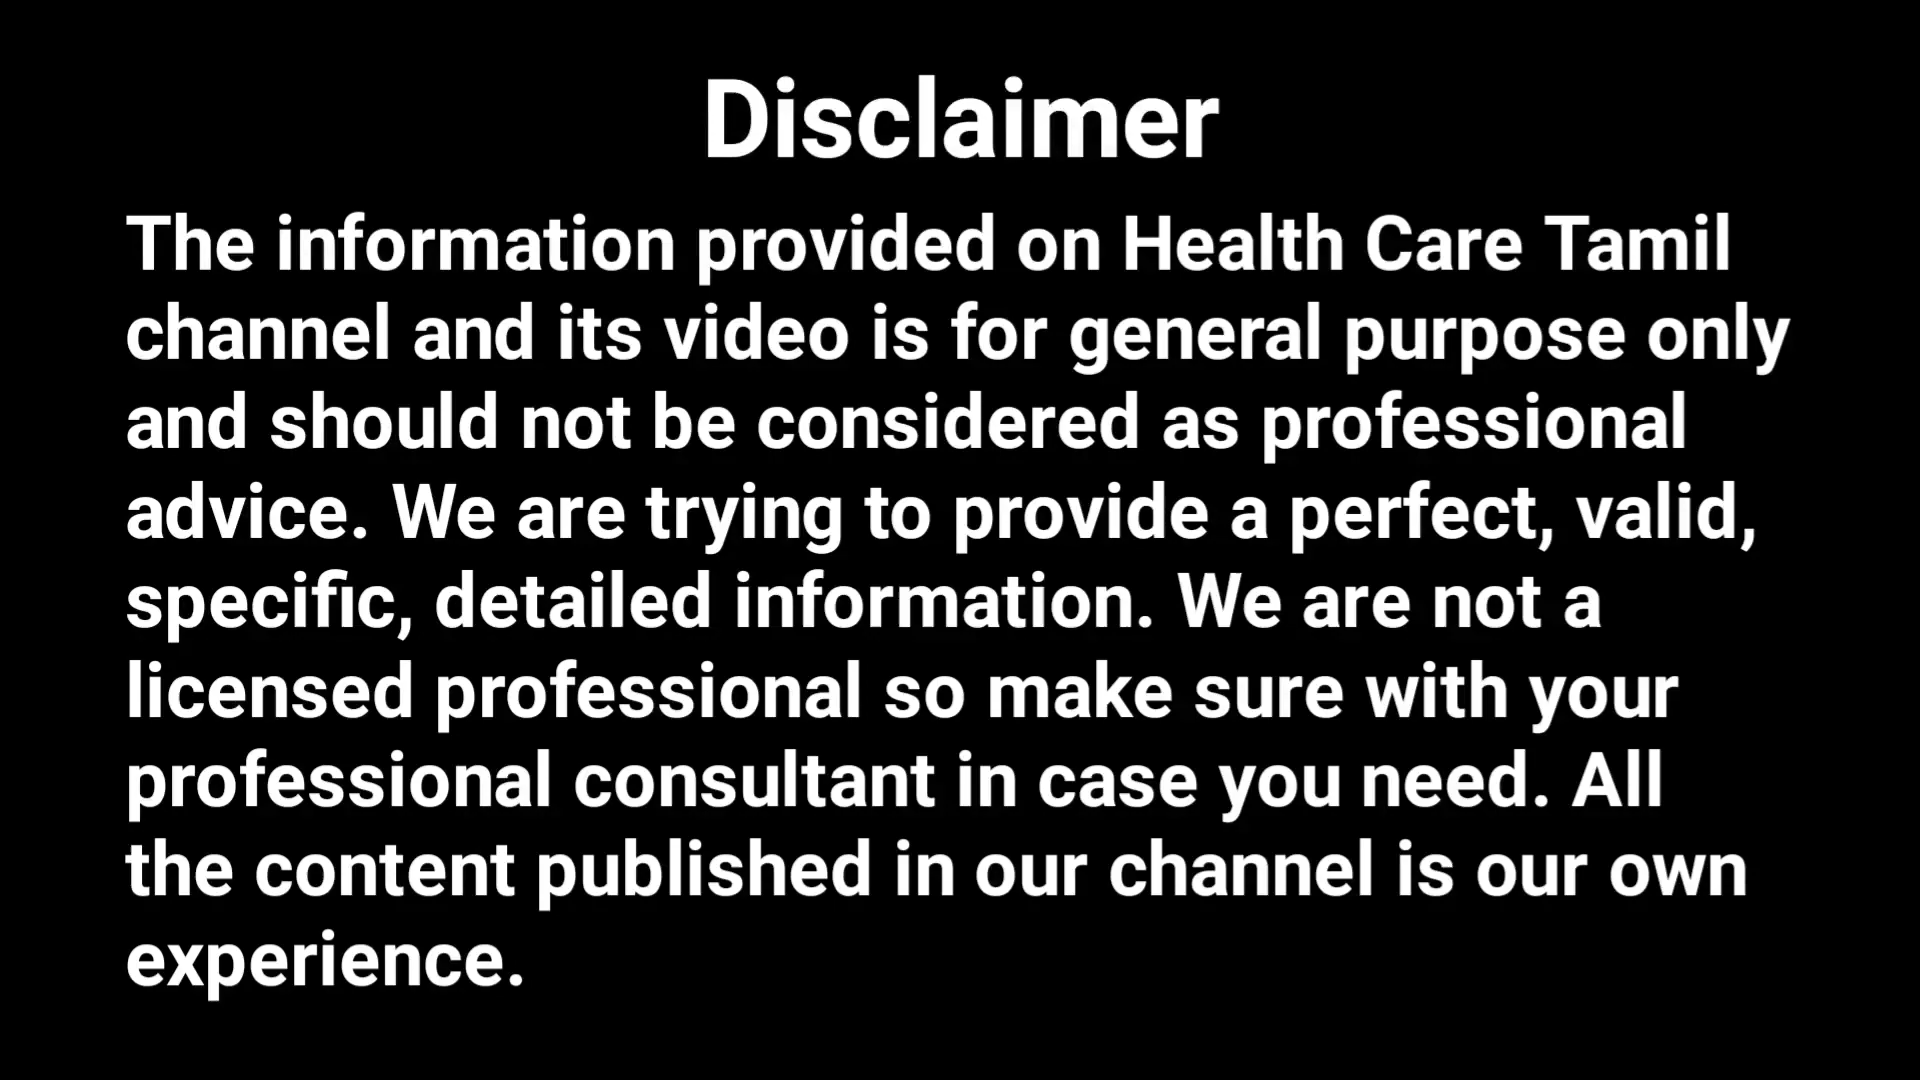 Disclaimer
The information provided on Health Care Tamil
channel and its video is for general purpose only
and should not be considered as professional
advice. We are trying to provide a perfect, valid,
specific, detailed information. We are not a
licensed professional so make sure with your
professional consultant in case you need. All
the content published in our channel is our own
experience.